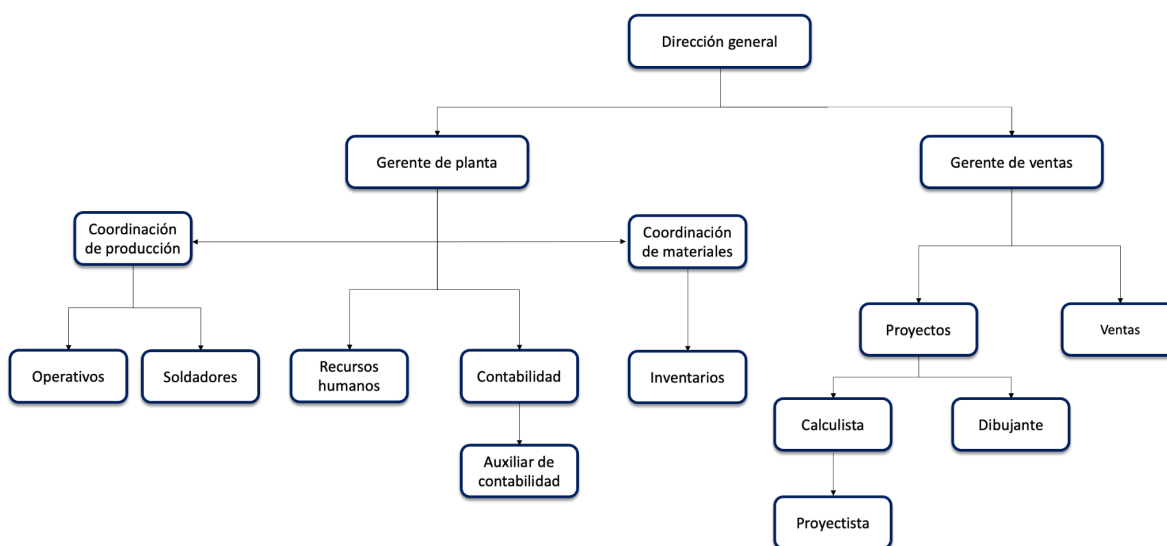 Dirección general
Gerente de planta
Gerente de ventas
Coordinación
de producción
Coordinación
de materiales
Proyectos
Ventas
Operativos
Soldadores
Recursos
humanos
Contabilidad
Inventarios
Calculista
Dibujante
Auxiliar de
contabilidad
Proyectista